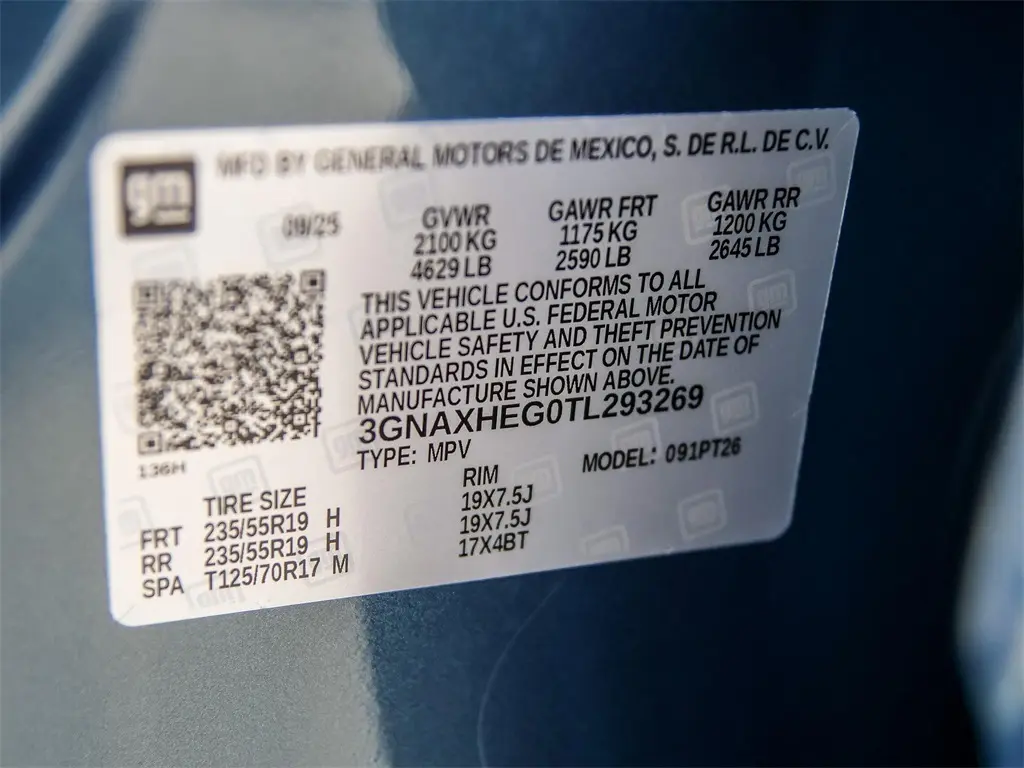 gm
MFD BY GENERAL MOTORS DE MEXICO, S. DE R.L. DE C.V.
09/25
GVWR
2100 KG
4629 LB
GAWR FRT
1175 KG
2590 LB
GAWR RR
1200 KG
2645 LB
THIS VEHICLE CONFORMS TO ALL
APPLICABLE U.S. FEDERAL MOTOR
VEHICLE SAFETY AND THEFT PREVENTION
STANDARDS IN EFFECT ON THE DATE OF
MANUFACTURE SHOWN ABOVE.
3GNAXHEG0TL293269
TYPE: MPV
MODEL: 091PT26
136H
TIRE SIZE RIM
FRT 235/55R19 H 19X7.5J
RR 235/55R19 H 19X7.5J
SPA T125/70R17 M 17X4BT